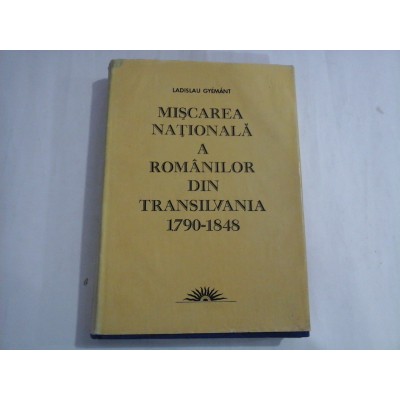 LADISLAU GYÉMÁNT
MIŞCAREA
NAŢIONALĂ
A
ROMÂNILOR
DIN
TRANSILVANIA
1790-1848